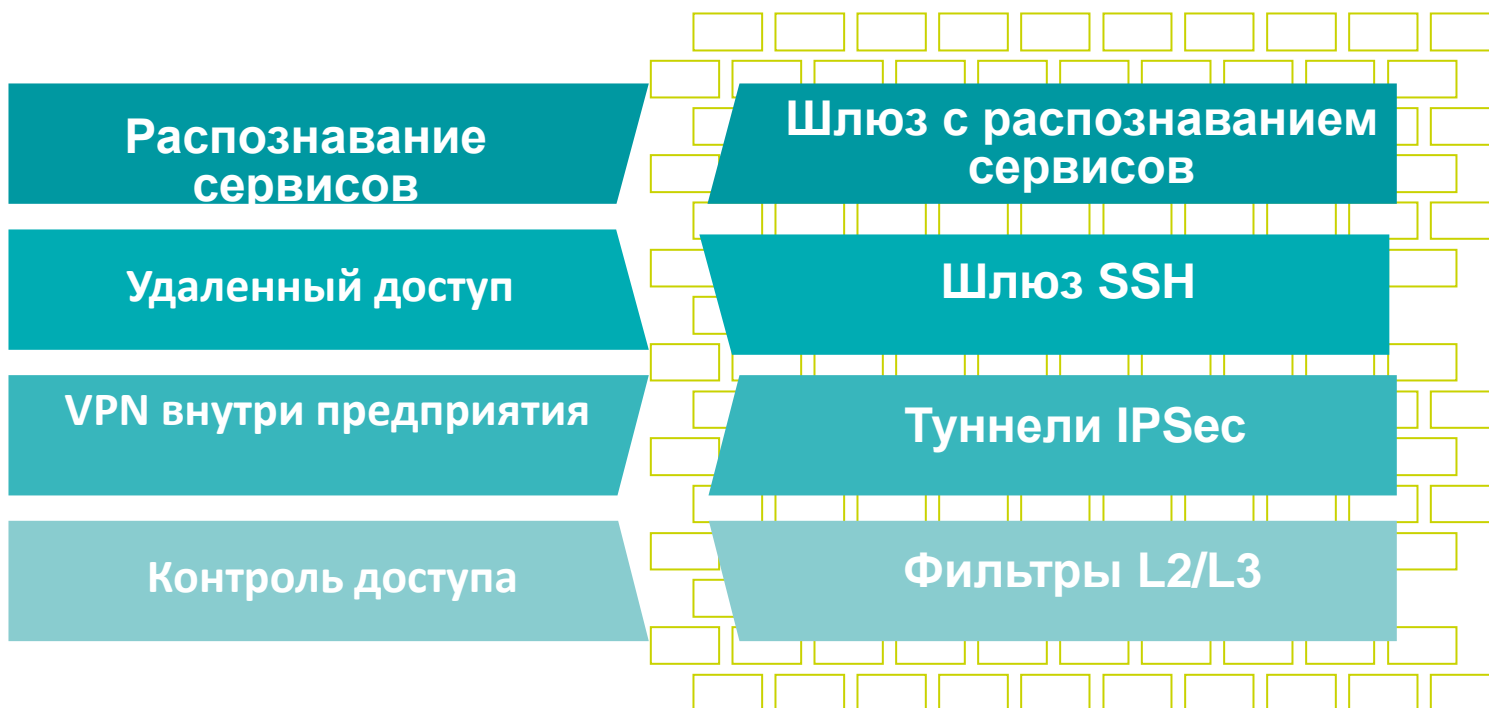 Распознавание
сервисов
Шлюз с распознаванием
сервисов
Удаленный доступ
Шлюз SSH
VPN внутри предприятия
Туннели IPSec
Контроль доступа
Фильтры L2/L3